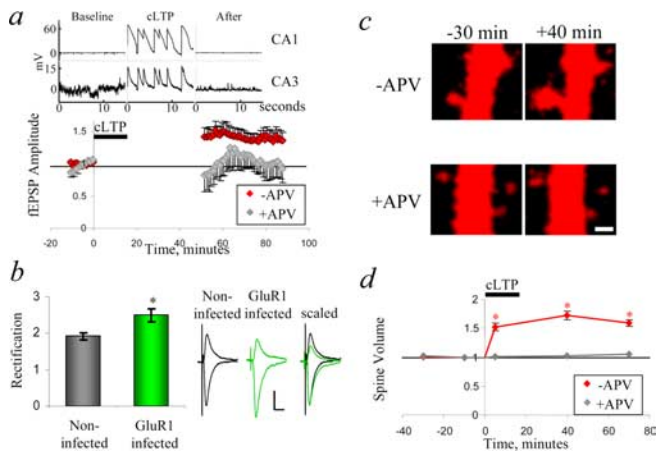 a
Baseline cLTP After
60
mV
0
CA1
15
0
CA3
0 10 0 10 0 10 seconds
cLTP
fEPSP Amplitude
1.5
1
0.5
0
-APV
+APV
-20 0 20 40 60 80 100
Time, minutes
b
Rectification
3
2
1
0
*
Non-infected
GluR1 infected
Non-infected
GluR1 infected
scaled
c
-30 min +40 min
-APV
+APV
d
cLTP
Spine Volume
2
1.5
1
0.5
0
* * *
-APV
+APV
-40 -20 0 20 40 60 80
Time, minutes